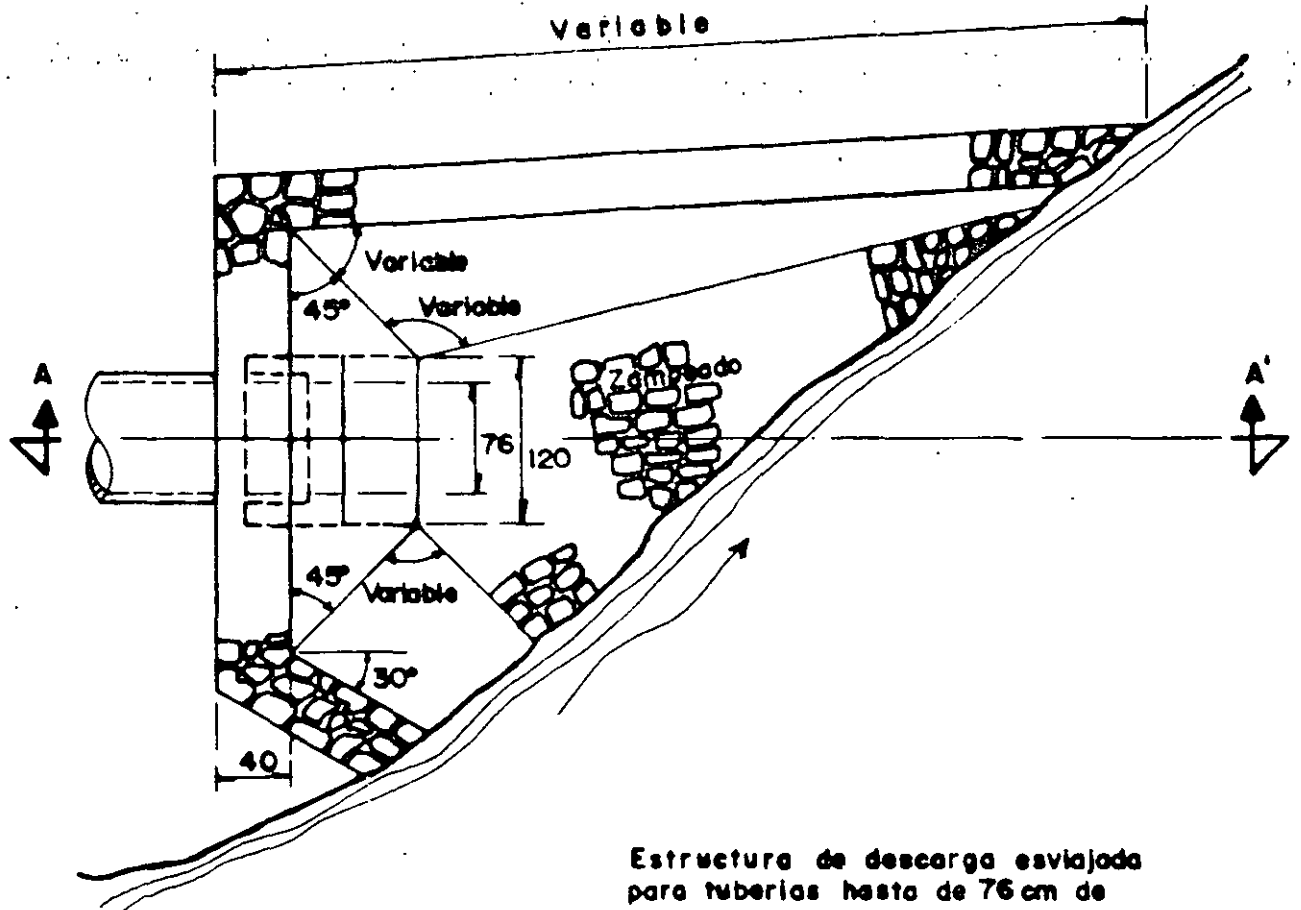 Variable
Variable
45°
Variable
A
Zampeado
A'
76
120
45°
Variable
30°
40
Estructura de descarga esviajada
para tuberias hasta de 76 cm de